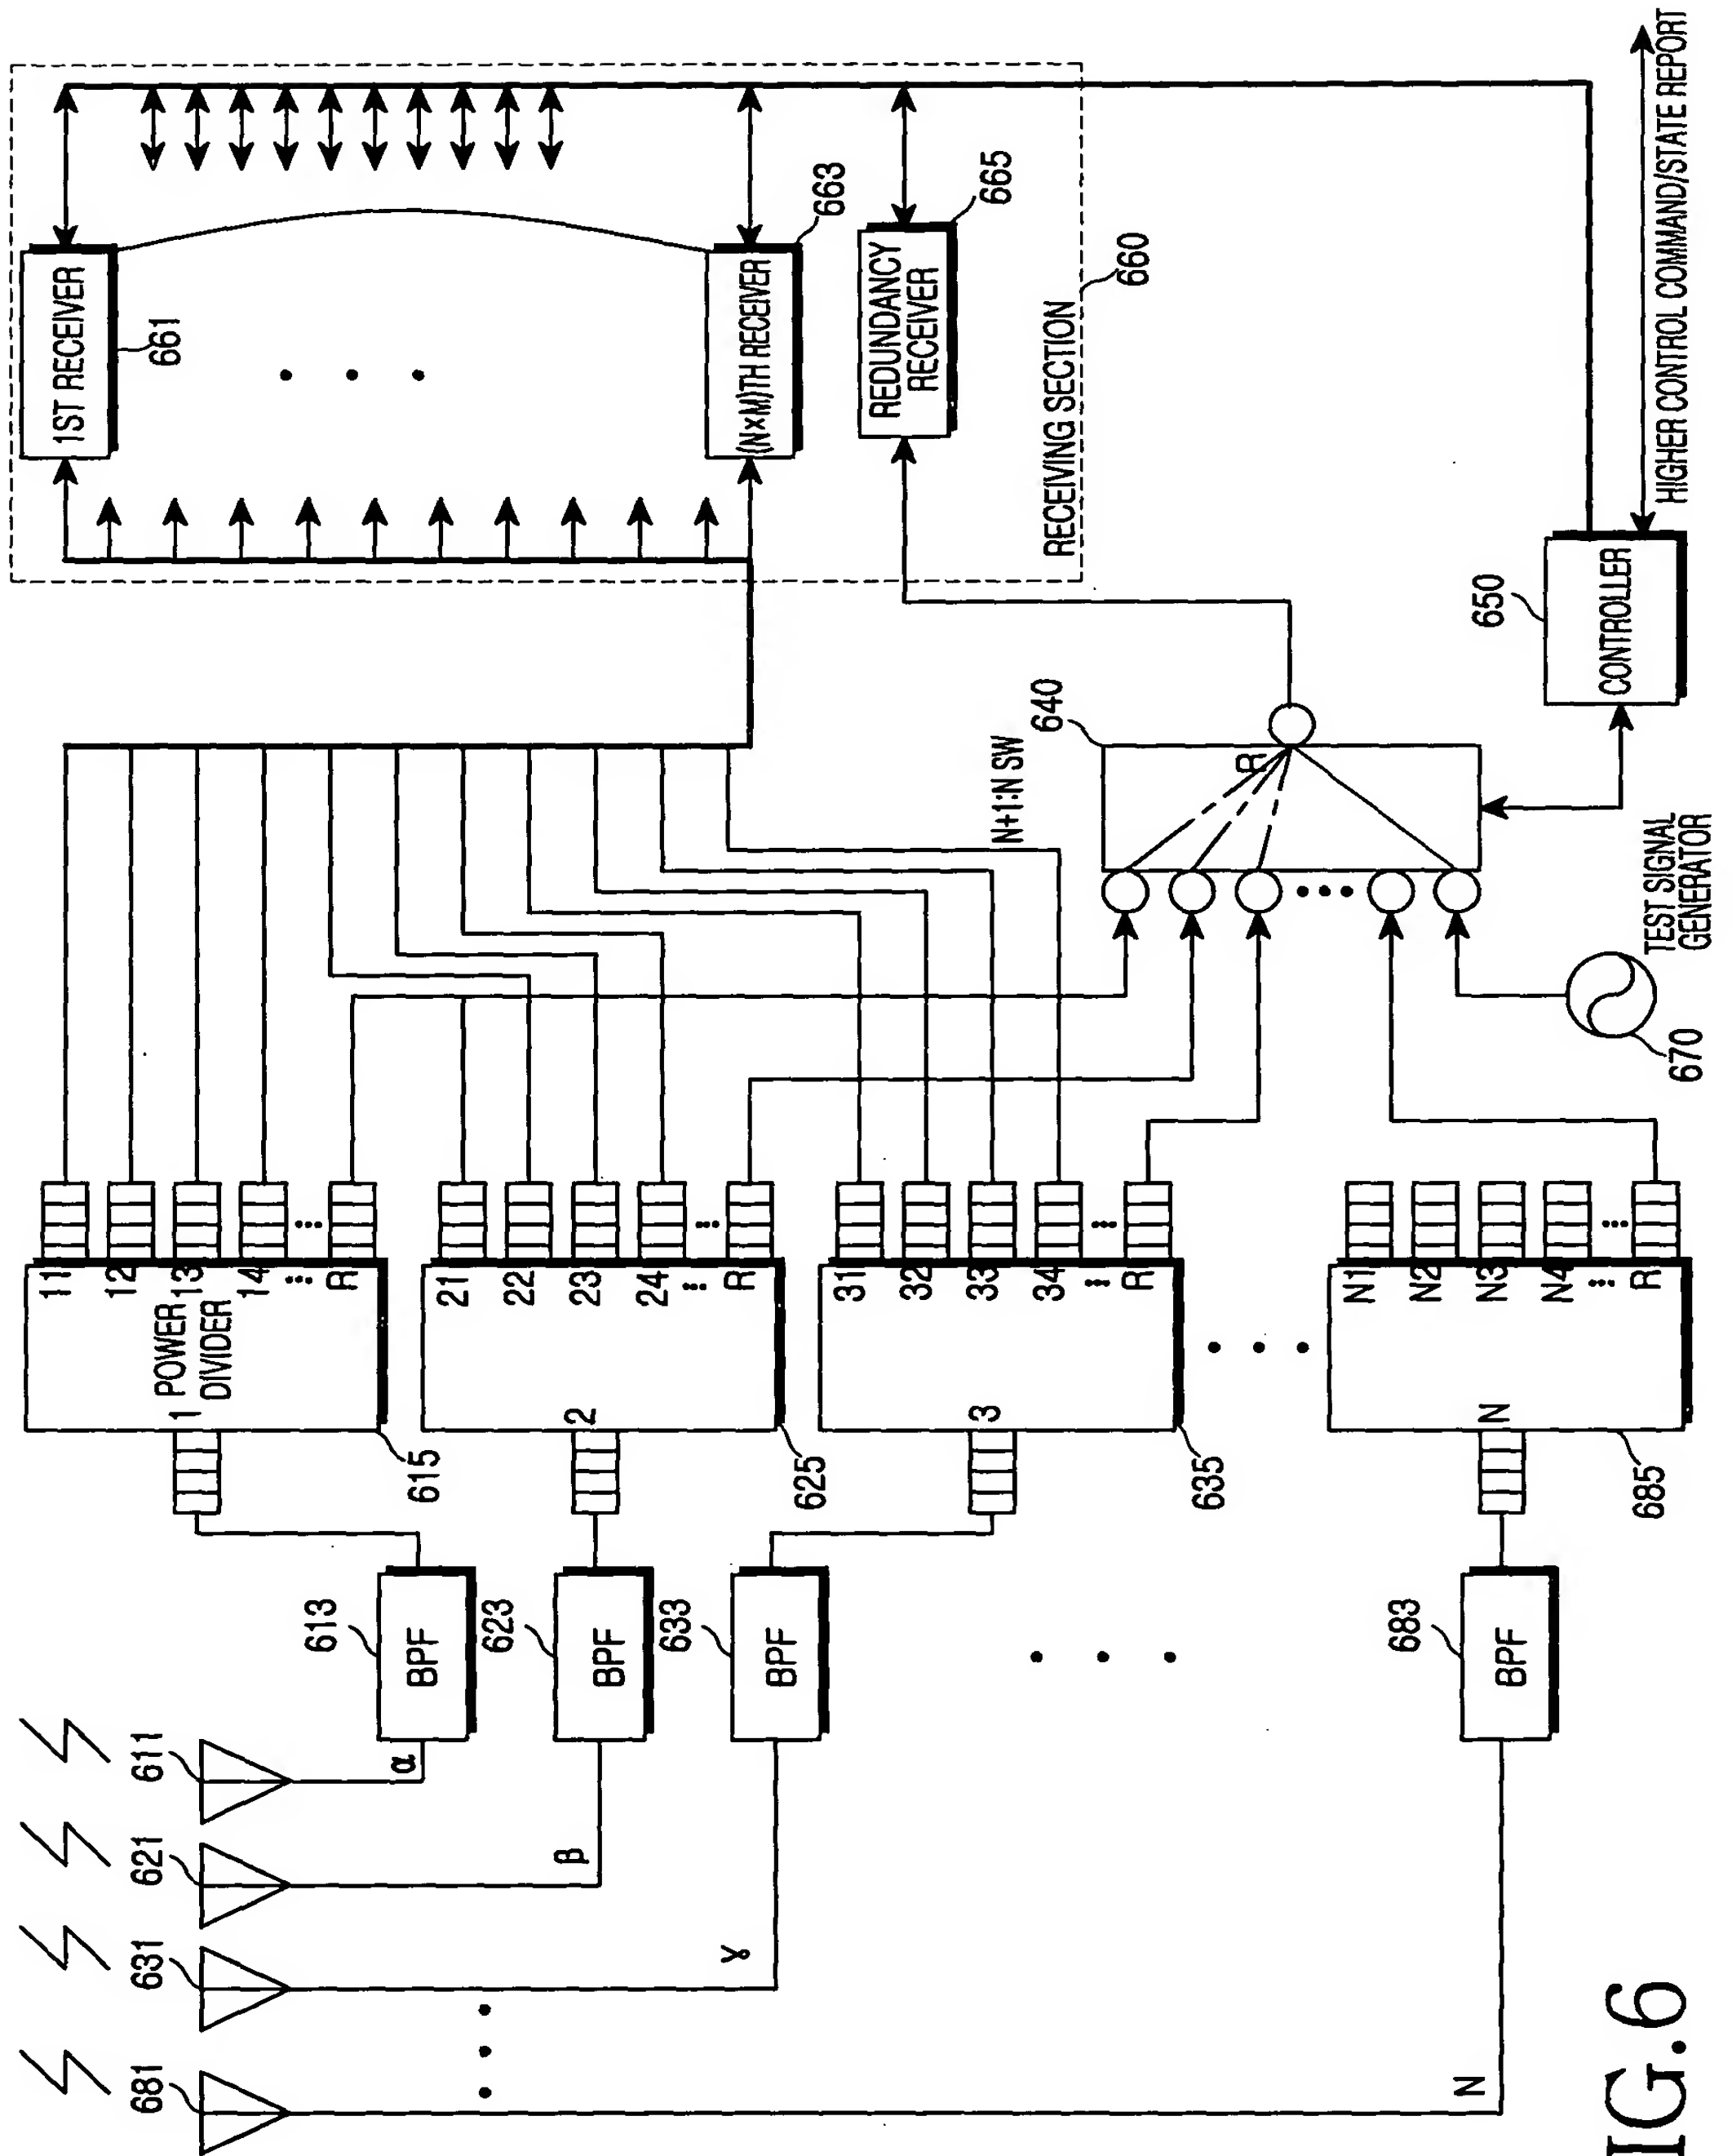 611
621
631
681
α
β
γ
N
613
BPF
623
BPF
633
BPF
683
BPF
1 POWER
DIVIDER
11
12
13
14
R
615
2
21
22
23
24
R
625
3
31
32
33
34
R
635
N
N1
N2
N3
N4
R
685
N+1:N SW
640
R
TEST SIGNAL
GENERATOR
670
650
CONTROLLER
HIGHER CONTROL COMMAND/STATE REPORT
1ST RECEIVER
661
(N×M)TH RECEIVER
663
REDUNDANCY
RECEIVER
665
RECEIVING SECTION
660
IG.6